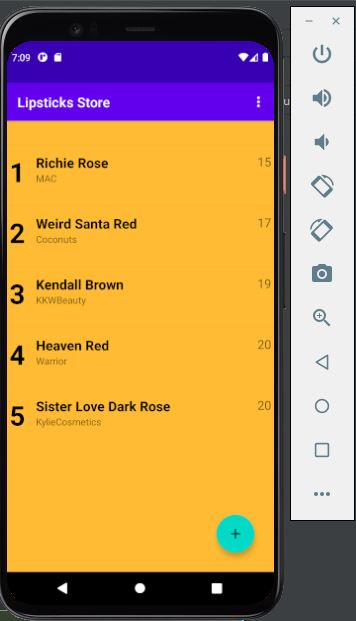 7:09
Lipsticks Store
1 Richie Rose 15
MAC
2 Weird Santa Red 17
Coconuts
3 Kendall Brown 19
KKWBeauty
4 Heaven Red 20
Warrior
5 Sister Love Dark Rose 20
KylieCosmetics
+